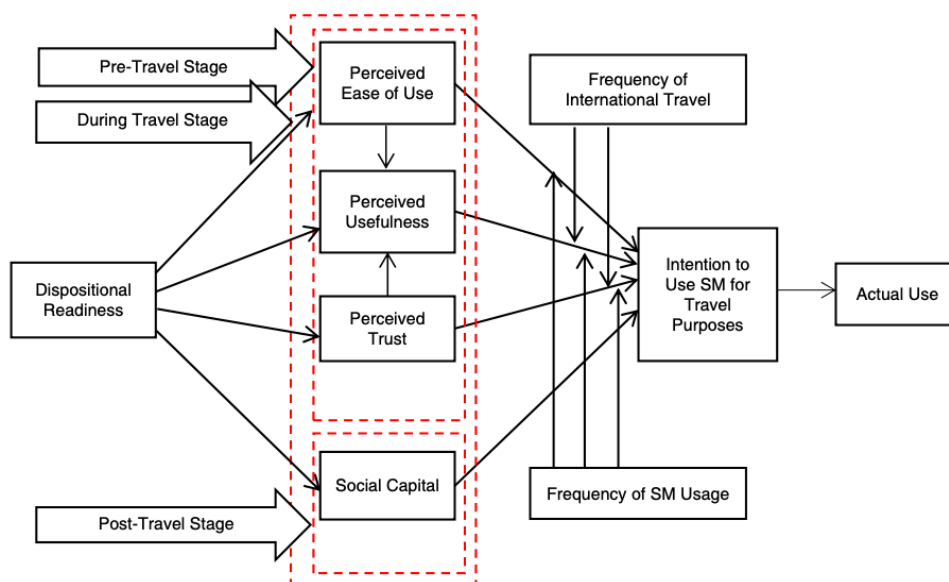 Pre-Travel Stage
During Travel Stage
Perceived
Ease of Use
Frequency of
International Travel
Perceived
Usefulness
Dispositional
Readiness
Perceived
Trust
Intention to
Use SM for
Travel
Purposes
Actual Use
Social Capital
Frequency of SM Usage
Post-Travel Stage